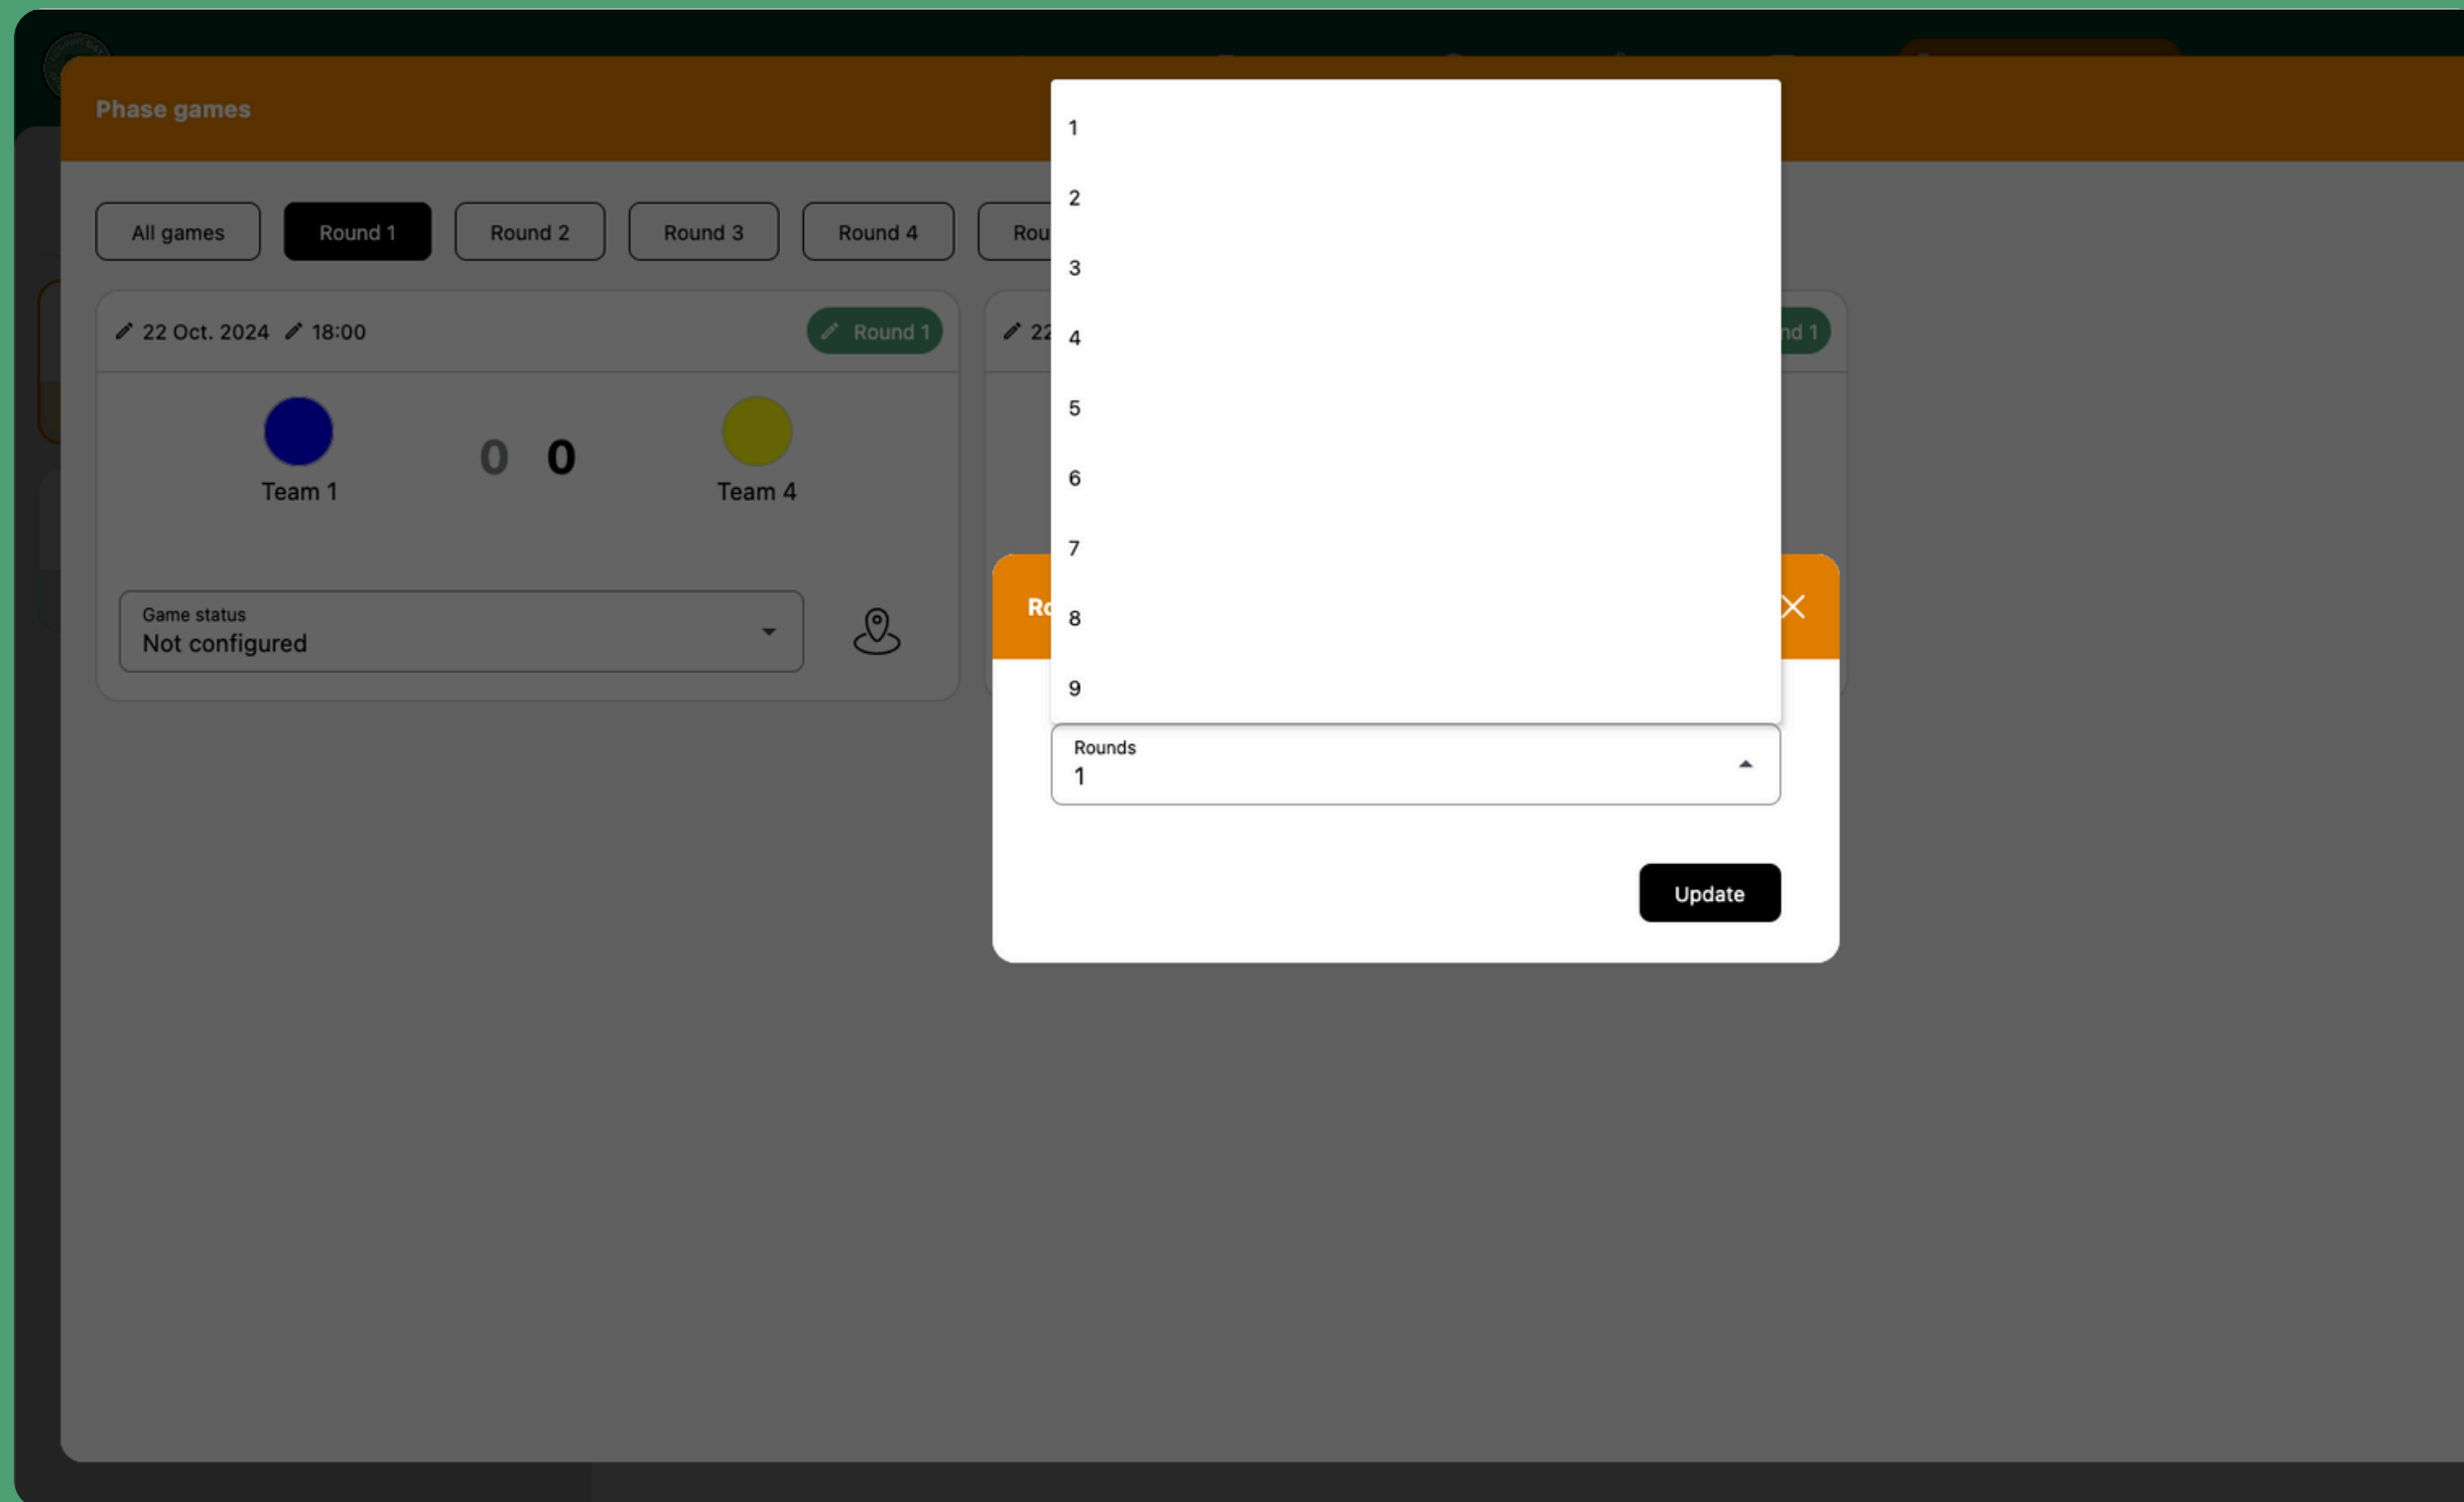 Phase games
All games
Round 1
Round 2
Round 3
Round 4
22 Oct. 2024
18:00
Round 1
Team 1
0 0
Team 4
Game status
Not configured
1
2
3
4
5
6
7
8
9
Rounds
1
Update